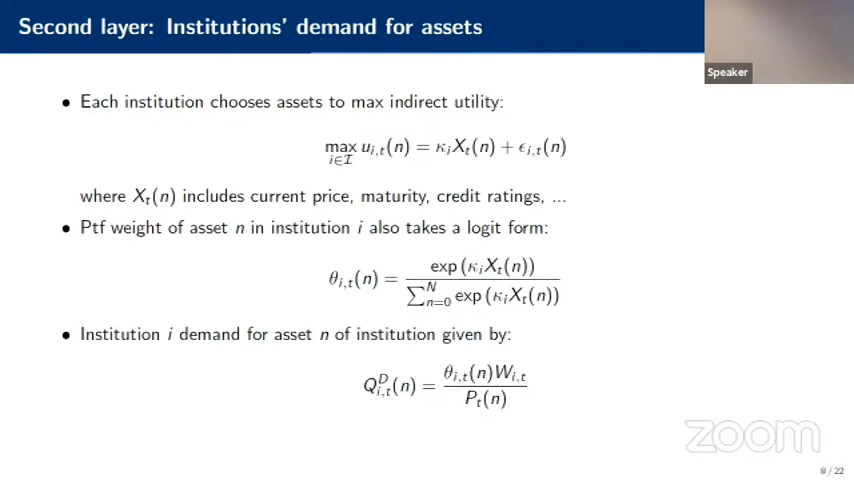 Second layer: Institutions' demand for assets
Speaker
• Each institution chooses assets to max indirect utility:
max_{i∈ℐ} u_{i,t}(n) = κ_i X_t(n) + ϵ_{i,t}(n)
where X_t(n) includes current price, maturity, credit ratings, ...
• Ptf weight of asset n in institution i also takes a logit form:
θ_{i,t}(n) = exp (κ_i X_t(n)) / ∑_{n=0}^{N} exp (κ_i X_t(n))
• Institution i demand for asset n of institution given by:
Q^D_{i,t}(n) = θ_{i,t}(n)W_{i,t} / P_t(n)
zoom
8 / 22